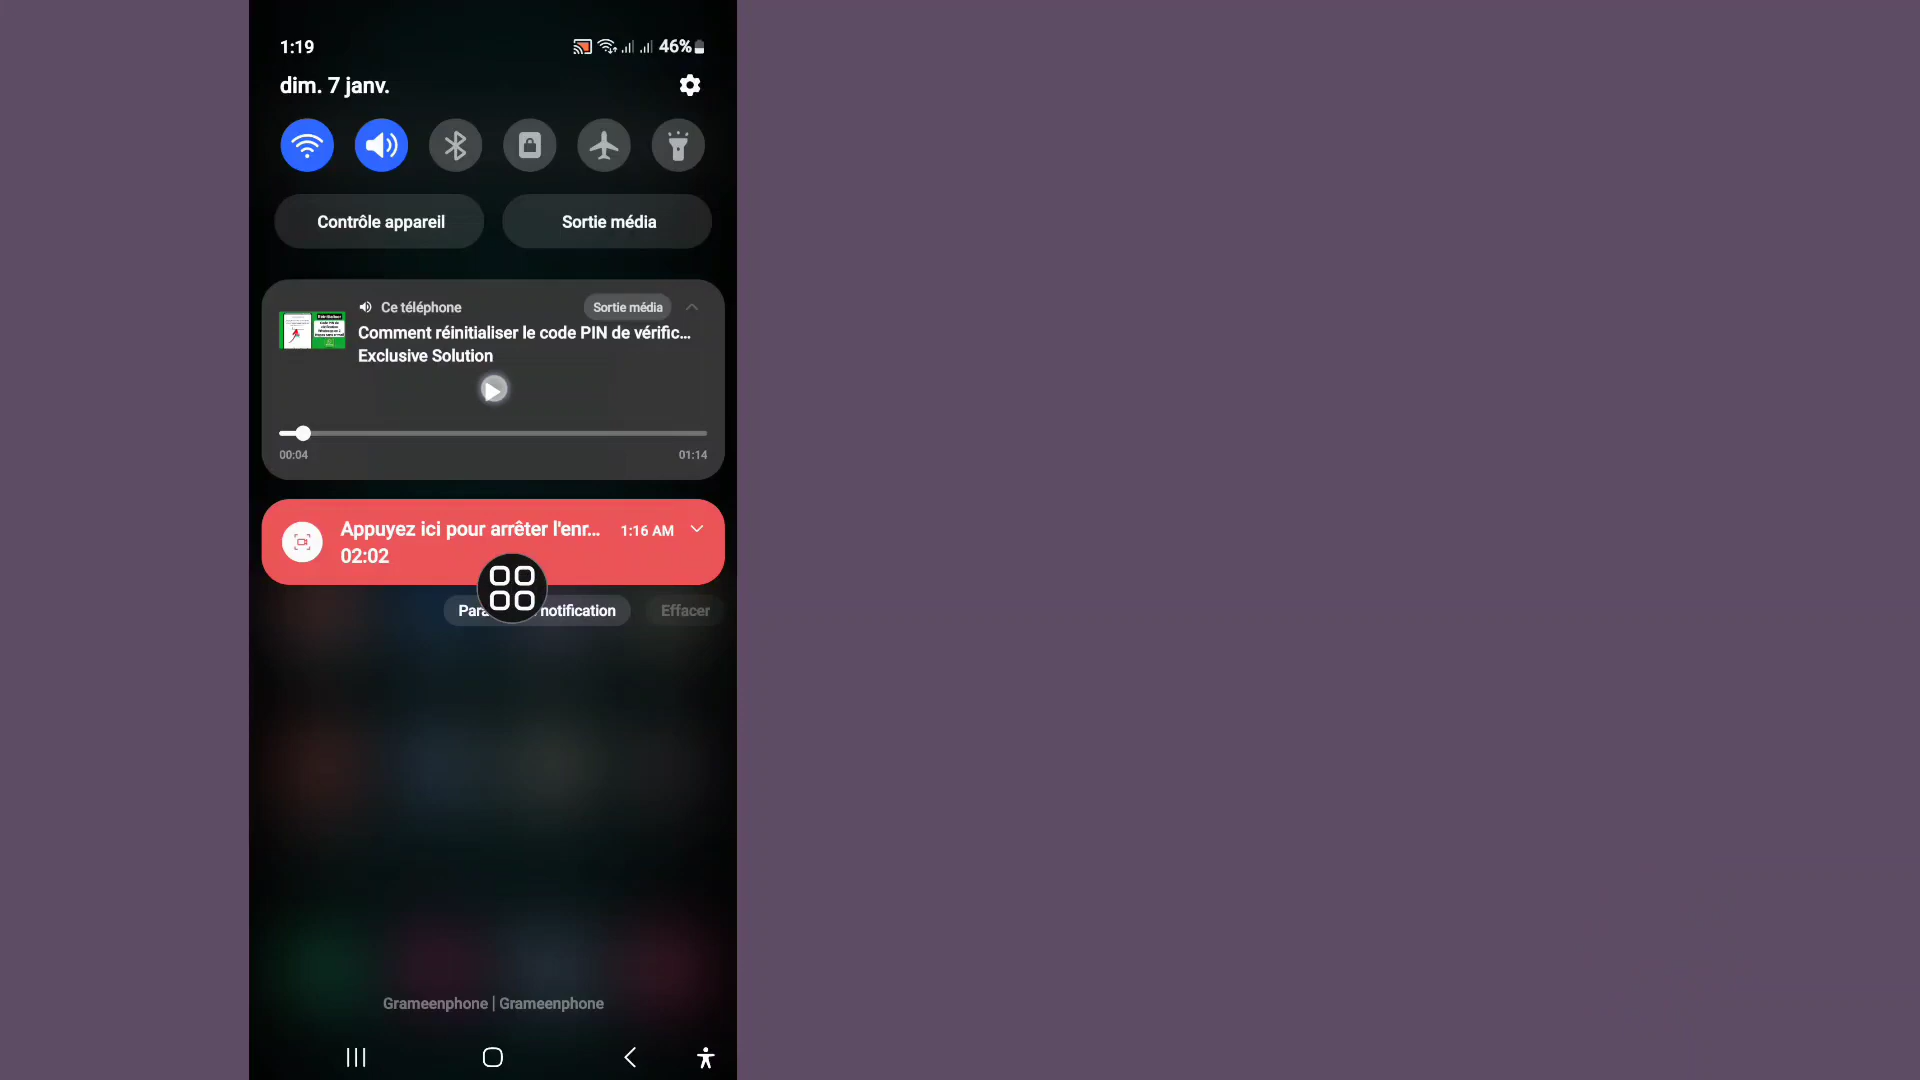 1:19
46%
dim. 7 janv.
Contrôle appareil
Sortie média
Ce téléphone
Sortie média
Comment réinitialiser le code PIN de vérific...
Exclusive Solution
00:04
01:14
Appuyez ici pour arrêter l'enr...
1:16 AM
02:02
notification
Effacer
Grameenphone | Grameenphone